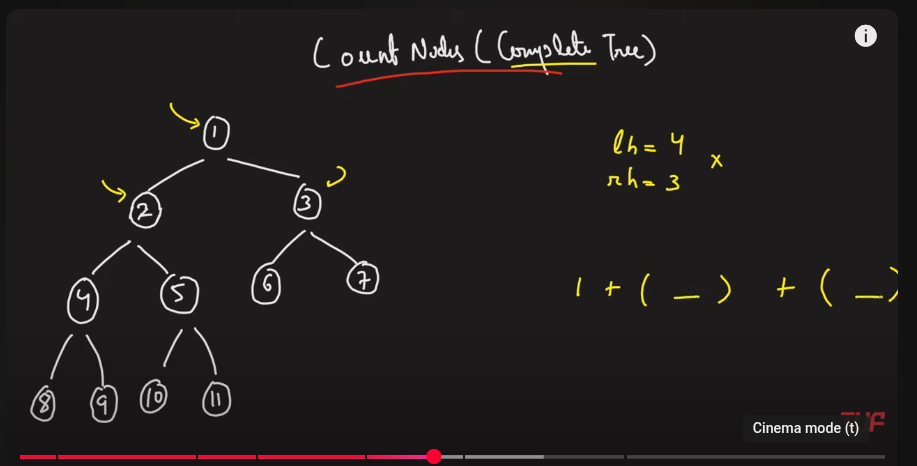 Count Nodes (Complete Tree)
i
1
lh = 4
x
rh = 3
2
3
4
5
6
7
1 + ( _ ) + ( _ )
8
9
10
11
Cinema mode (t)